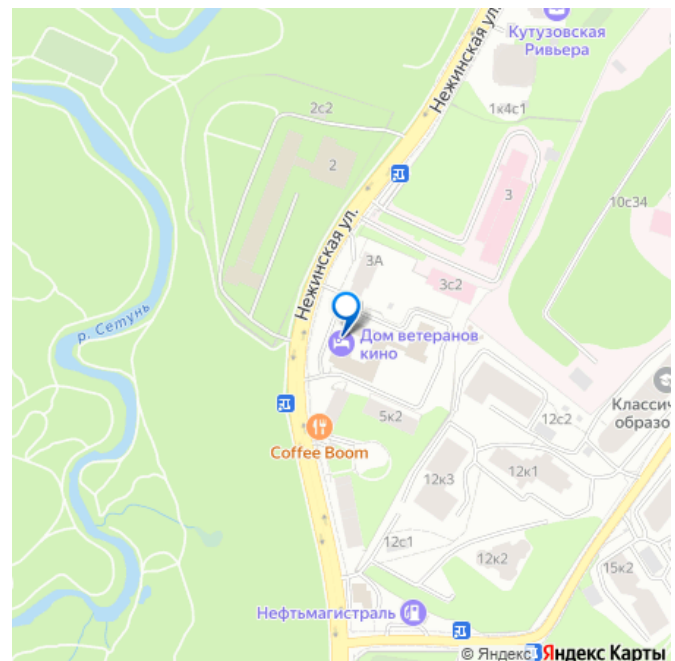 Кутузовская
Ривьера
Нежинская ул.
2с2
1к4с1
2
3
10с34
Нежинская ул.
3А
3с2
р. Сетунь
Дом ветеранов
кино
5к2
12с2
Классич
образо
Coffee Boom
12к3
12к1
12с1
12к2
15к2
Нефтьмагистраль
© Яндекс Яндекс Карты